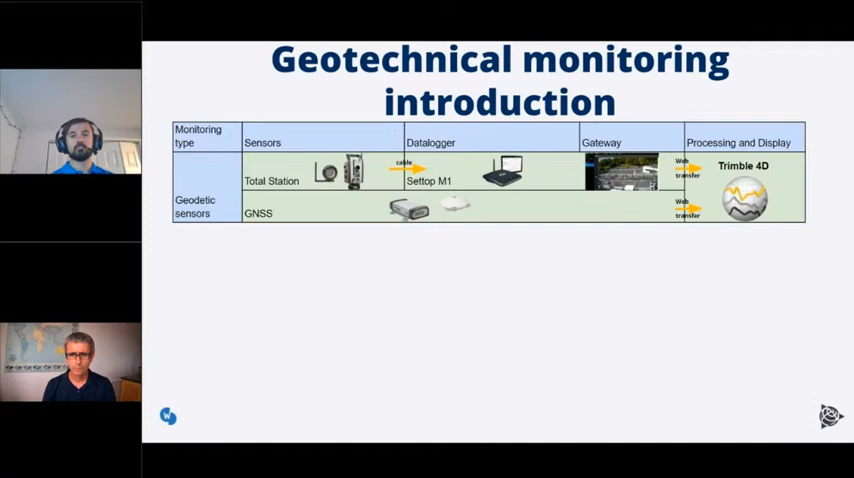 Geotechnical monitoring
introduction
Monitoring
type
Sensors
Datalogger
Gateway
Processing and Display
Geodetic
sensors
Total Station
cable
Settop M1
Web
transfer
Trimble 4D
GNSS
Web
transfer
W